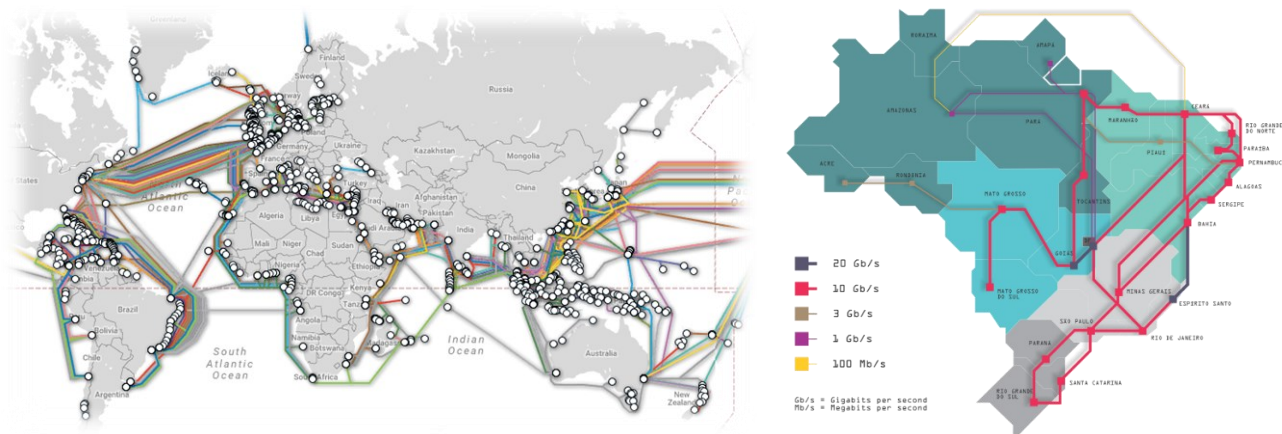 Greenland
Iceland
Finland
Russia
Poland
Germany
Ukraine
France
Kazakhstan
Mongolia
Turkey
Afghanistan
China
Iraq
Iran
Pakistan
Algeria
Libya
Atlantic
Ocean
India
Mali
Niger
Sudan
Chad
Thailand
Nigeria
Ethiopia
Venezuela
DR Congo
Kenya
Brazil
Angola
Bolivia
Namibia
Botswana
Chile
South
Atlantic
Ocean
Indian
Ocean
Australia
South Africa
Argentina
New
Zealand
RORAIMA
AMAPA
AMAZONAS
PARA
MARANHÃO
CEARA
RIO GRANDE
DO NORTE
PARAIBA
PIAUI
PERNAMBUC
ACRE
RONDONIA
ALAGOAS
MATO GROSSO
TOCANTINS
SERGIPE
BAHIA
GOIAS
MATO GROSSO
DO SUL
MINAS GERAIS
ESPIRITO SANTO
SÃO PAULO
RIO DE JANEIRO
PARANA
SANTA CATARINA
RIO GRANDE
DO SUL
20 Gb/s
10 Gb/s
3 Gb/s
1 Gb/s
100 Mb/s
Gb/s = Gigabits per second
Mb/s = Megabits per second